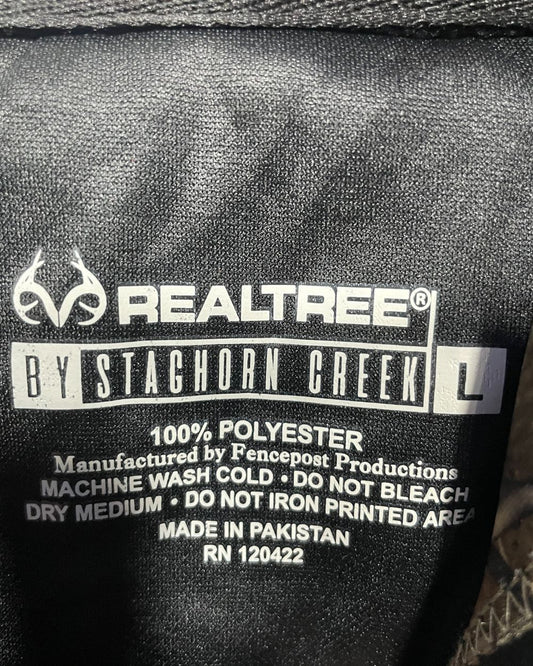 REALTREE®
BY STAGHORN CREEK L
100% POLYESTER
Manufactured by Fencepost Productions
MACHINE WASH COLD • DO NOT BLEACH
DRY MEDIUM • DO NOT IRON PRINTED AREA
MADE IN PAKISTAN
RN 120422